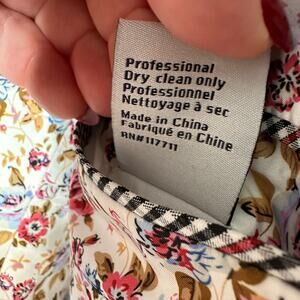 Professional
Dry clean only
Professionnel
Nettoyage à sec
Made in China
Fabriqué en Chine
RN#117711